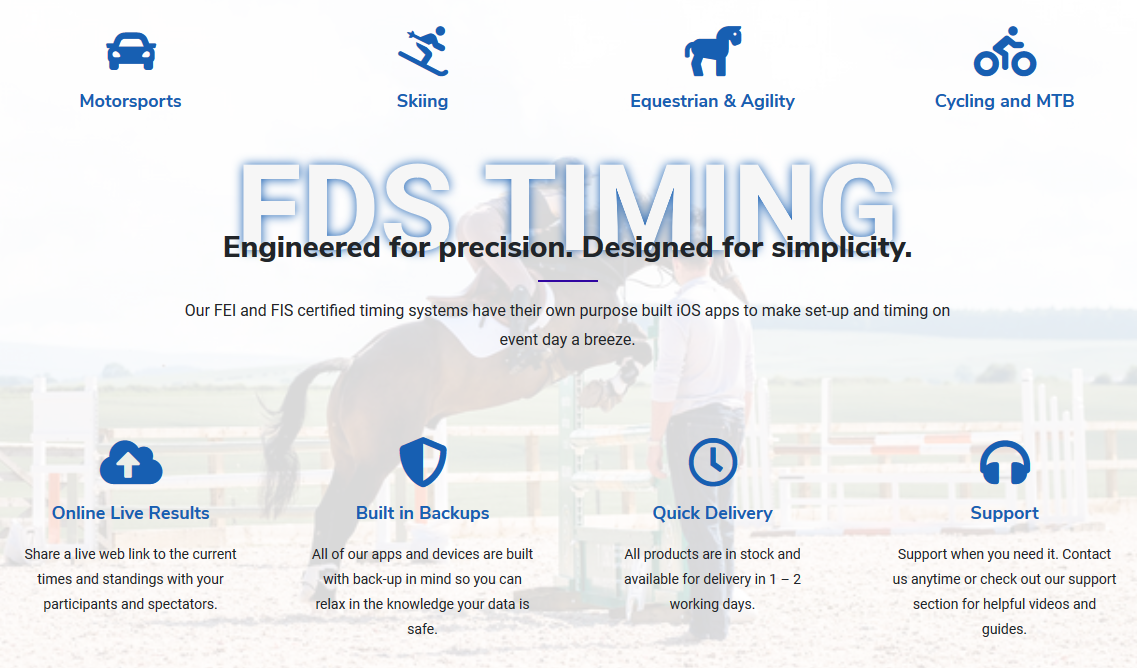 Motorsports
Skiing
Equestrian & Agility
Cycling and MTB
FDS TIMING
Engineered for precision. Designed for simplicity.
Our FEI and FIS certified timing systems have their own purpose built iOS apps to make set-up and timing on
event day a breeze.
Online Live Results
Share a live web link to the current
times and standings with your
participants and spectators.
Built in Backups
All of our apps and devices are built
with back-up in mind so you can
relax in the knowledge your data is
safe.
Quick Delivery
All products are in stock and
available for delivery in 1 – 2
working days.
Support
Support when you need it. Contact
us anytime or check out our support
section for helpful videos and
guides.